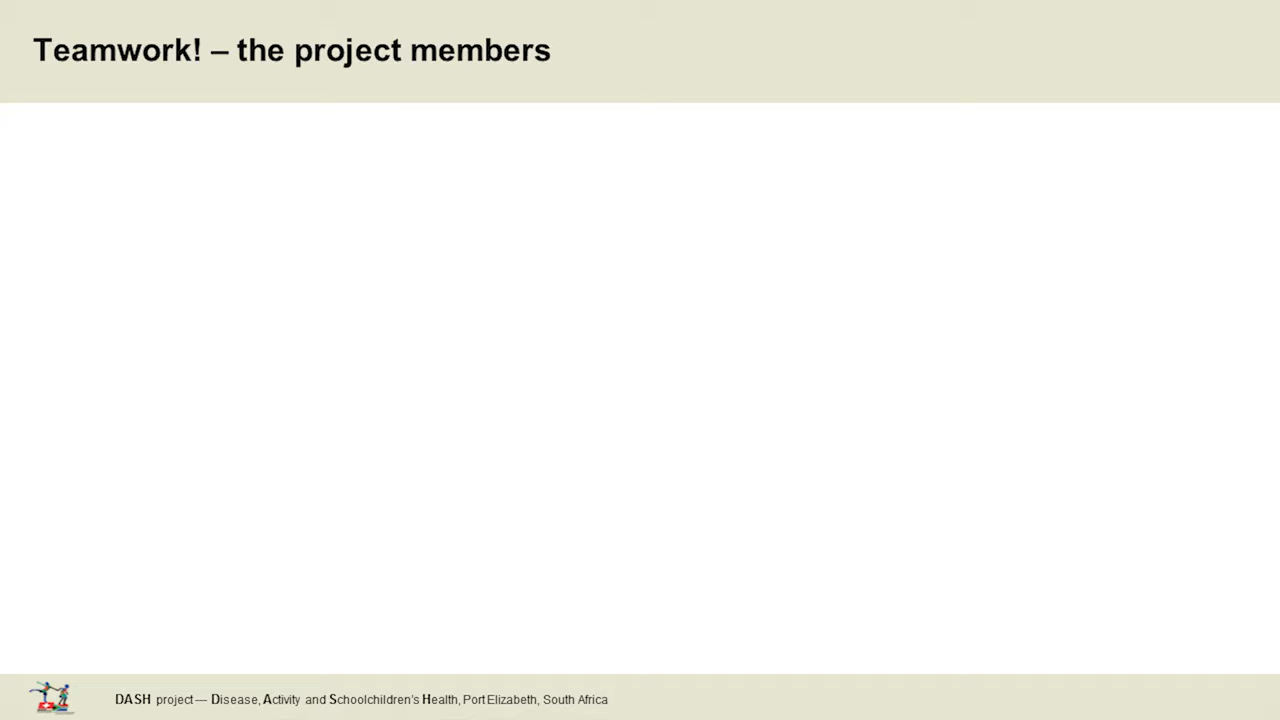 Teamwork! – the project members
DASH project — Disease, Activity and Schoolchildren's Health, Port Elizabeth, South Africa